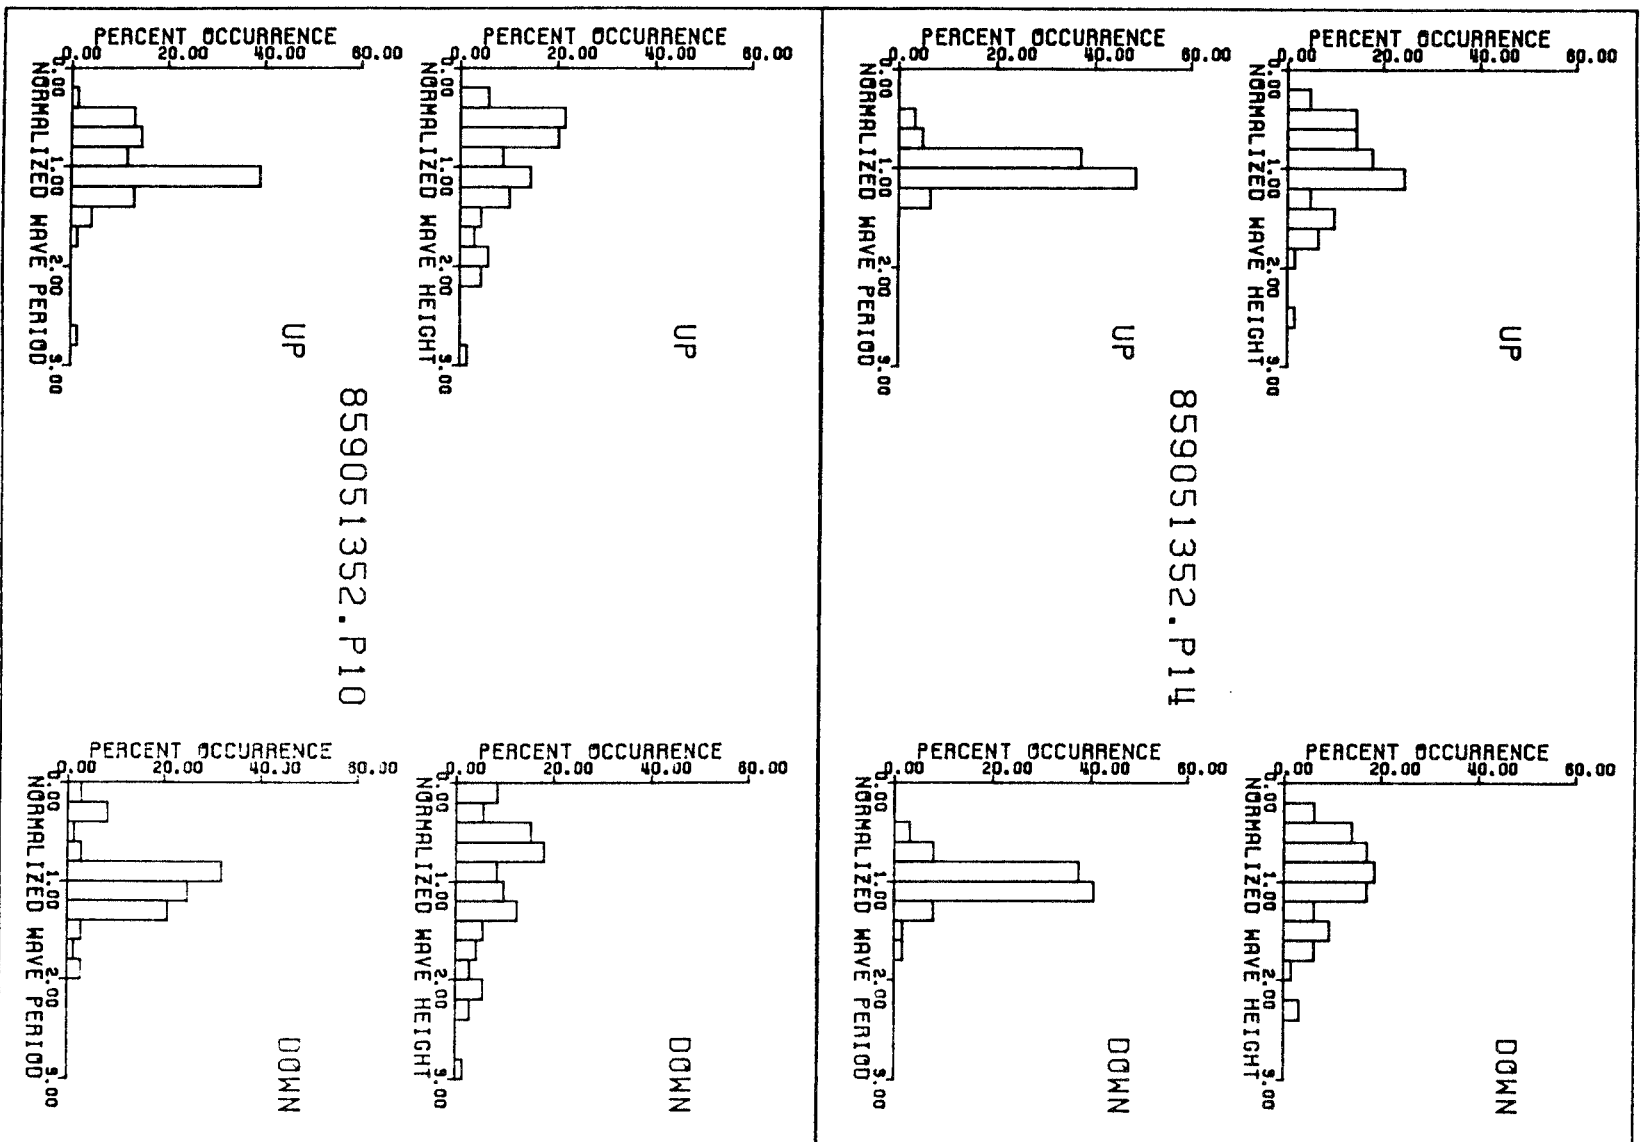 PERCENT OCCURRENCE
0.00 20.00 40.00 60.00
0.00 1.00 2.00 3.00
NORMALIZED WAVE PERIOD
UP
PERCENT OCCURRENCE
0.00 20.00 40.00 60.00
0.00 1.00 2.00 3.00
NORMALIZED WAVE HEIGHT
UP
859051352.P10
PERCENT OCCURRENCE
0.00 20.00 40.00 60.00
0.00 1.00 2.00 3.00
NORMALIZED WAVE PERIOD
DOWN
PERCENT OCCURRENCE
0.00 20.00 40.00 60.00
0.00 1.00 2.00 3.00
NORMALIZED WAVE HEIGHT
DOWN
PERCENT OCCURRENCE
0.00 20.00 40.00 60.00
0.00 1.00 2.00 3.00
NORMALIZED WAVE PERIOD
UP
PERCENT OCCURRENCE
0.00 20.00 40.00 60.00
0.00 1.00 2.00 3.00
NORMALIZED WAVE HEIGHT
UP
859051352.P14
PERCENT OCCURRENCE
0.00 20.00 40.00 60.00
0.00 1.00 2.00 3.00
NORMALIZED WAVE PERIOD
DOWN
PERCENT OCCURRENCE
0.00 20.00 40.00 60.00
0.00 1.00 2.00 3.00
NORMALIZED WAVE HEIGHT
DOWN